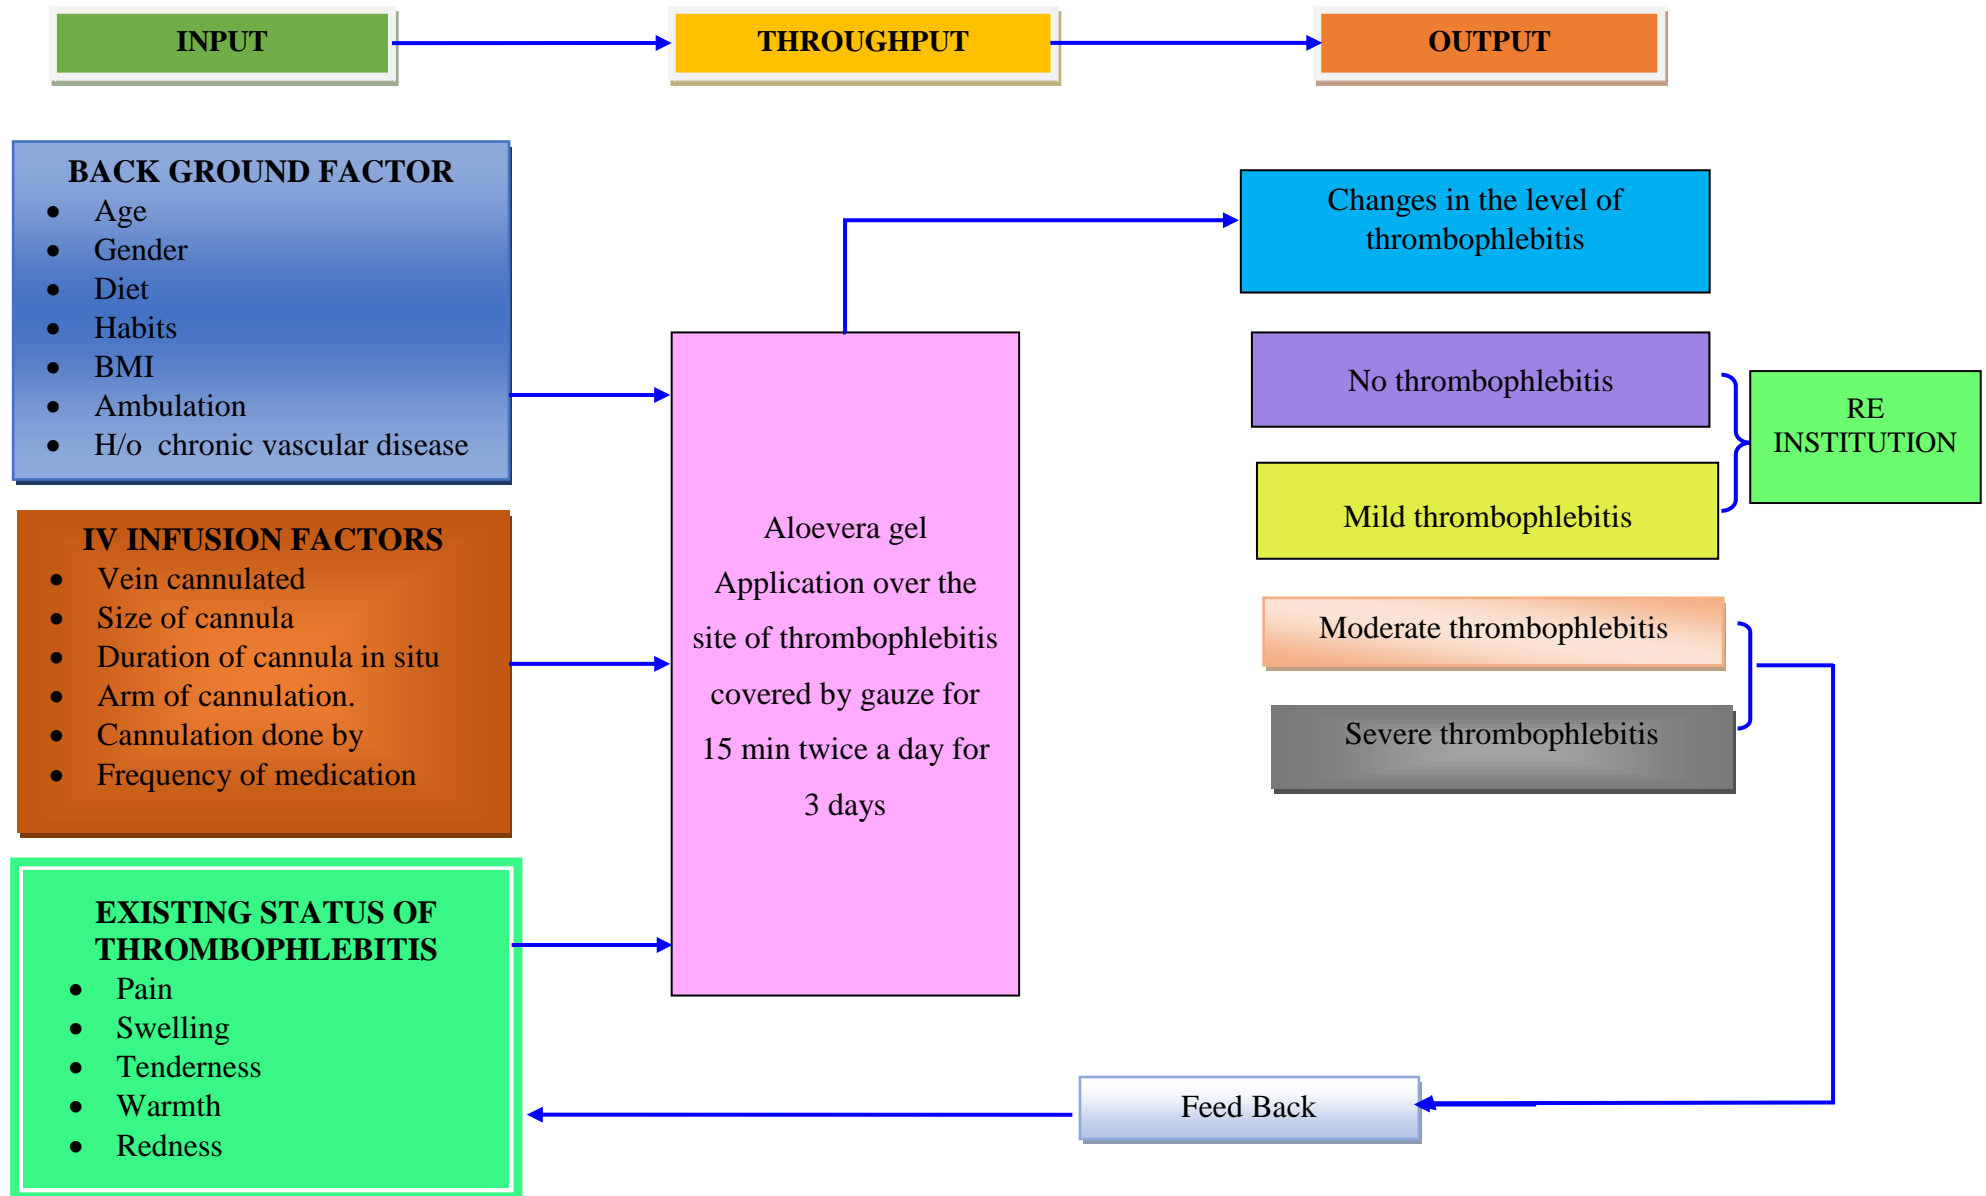 INPUT
THROUGHPUT
OUTPUT
BACK GROUND FACTOR
• Age
• Gender
• Diet
• Habits
• BMI
• Ambulation
• H/o chronic vascular disease
IV INFUSION FACTORS
• Vein cannulated
• Size of cannula
• Duration of cannula in situ
• Arm of cannulation.
• Cannulation done by
• Frequency of medication
EXISTING STATUS OF
THROMBOPHLEBITIS
• Pain
• Swelling
• Tenderness
• Warmth
• Redness
Aloevera gel
Application over the
site of thrombophlebitis
covered by gauze for
15 min twice a day for
3 days
Changes in the level of
thrombophlebitis
No thrombophlebitis
Mild thrombophlebitis
RE
INSTITUTION
Moderate thrombophlebitis
Severe thrombophlebitis
Feed Back